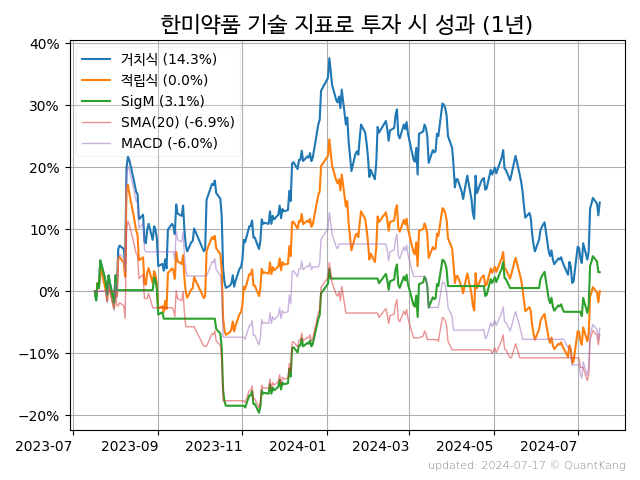 한미약품 기술 지표로 투자 시 성과 (1년)
40%
30%
20%
10%
0%
−10%
−20%
거치식 (14.3%)
적립식 (0.0%)
SigM (3.1%)
SMA(20) (-6.9%)
MACD (-6.0%)
2023-07 2023-09 2023-11 2024-01 2024-03 2024-05 2024-07
updated: 2024-07-17 © QuantKang